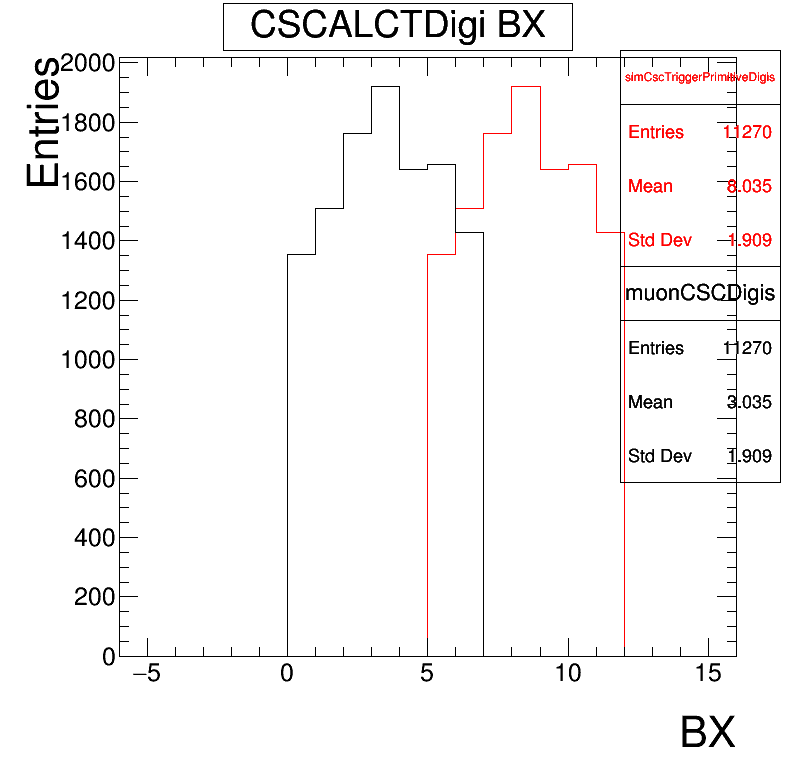 CSCALCTDigi BX
Entries
2000
1800
1600
1400
1200
1000
800
600
400
200
0
−5 0 5 10 15
BX
simCscTriggerPrimitiveDigis
Entries 11270
Mean 8.035
Std Dev 1.909
muonCSCDigis
Entries 11270
Mean 3.035
Std Dev 1.909